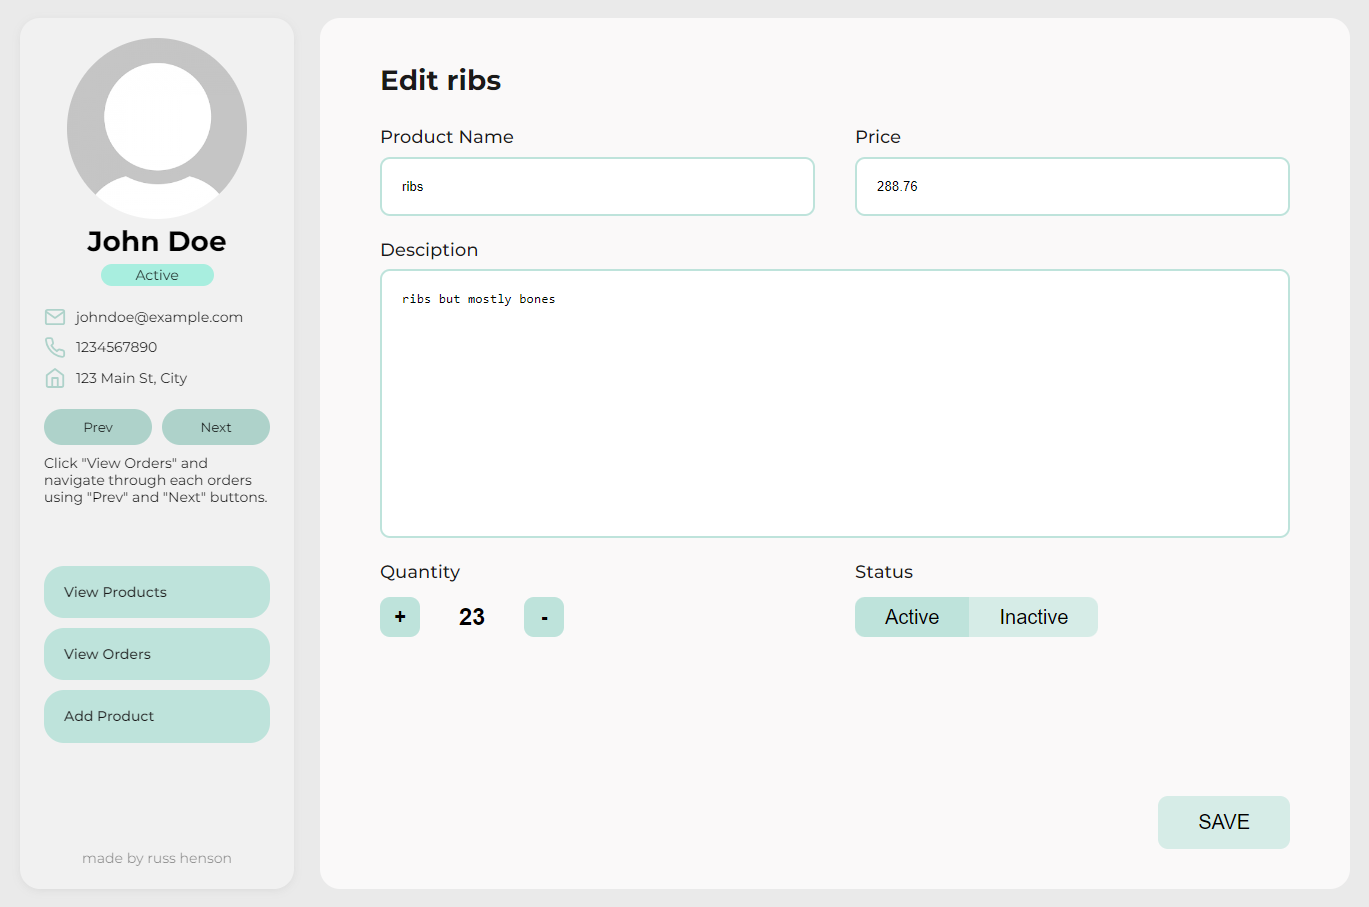 John Doe
Active
johndoe@example.com
1234567890
123 Main St, City
Prev
Next
Click "View Orders" and
navigate through each orders
using "Prev" and "Next" buttons.
View Products
View Orders
Add Product
made by russ henson
Edit ribs
Product Name
Price
ribs
288.76
Desciption
ribs but mostly bones
Quantity
Status
+ 23 -
Active Inactive
SAVE